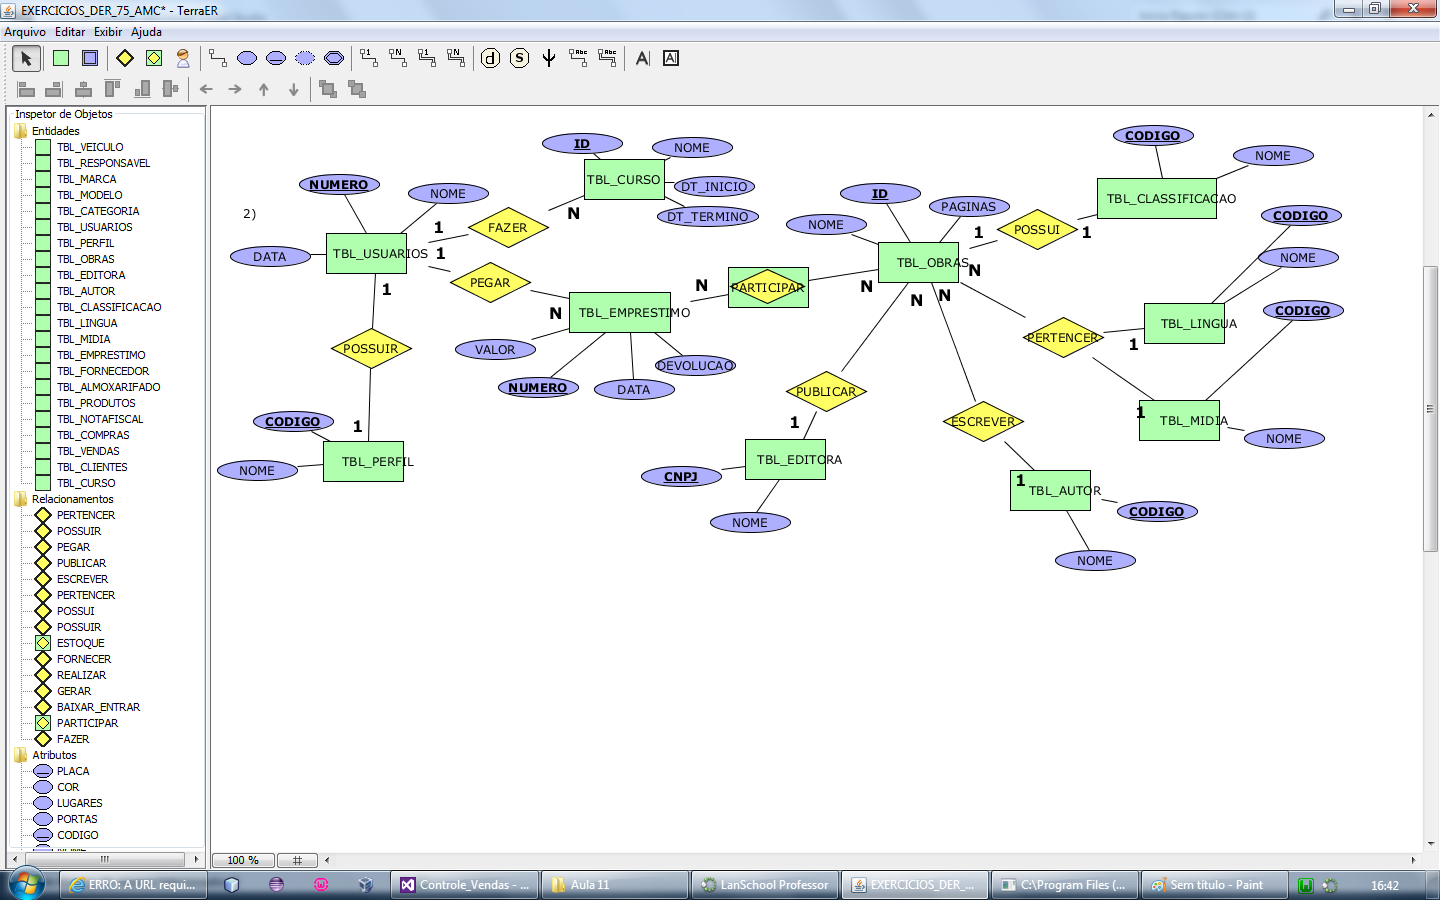 EXERCICIOS_DER_75_AMC* - TerraER
Arquivo Editar Exibir Ajuda
1 N 1 N Abc Abc
d S A A
Inspetor de Objetos
Entidades
TBL_VEICULO
TBL_RESPONSAVEL
TBL_MARCA
TBL_MODELO
TBL_CATEGORIA
TBL_USUARIOS
TBL_PERFIL
TBL_OBRAS
TBL_EDITORA
TBL_AUTOR
TBL_CLASSIFICACAO
TBL_LINGUA
TBL_MIDIA
TBL_EMPRESTIMO
TBL_FORNECEDOR
TBL_ALMOXARIFADO
TBL_PRODUTOS
TBL_NOTAFISCAL
TBL_COMPRAS
TBL_VENDAS
TBL_CLIENTES
TBL_CURSO
Relacionamentos
PERTENCER
POSSUIR
PEGAR
PUBLICAR
ESCREVER
PERTENCER
POSSUI
POSSUIR
ESTOQUE
FORNECER
REALIZAR
GERAR
BAIXAR_ENTRAR
PARTICIPAR
FAZER
Atributos
PLACA
COR
LUGARES
PORTAS
CODIGO
2)
NUMERO
NOME
DATA
TBL_USUARIOS
1
FAZER
N
ID
NOME
TBL_CURSO
DT_INICIO
DT_TERMINO
1
PEGAR
N
TBL_EMPRESTIMO
VALOR
NUMERO
DATA
DEVOLUCAO
N
PARTICIPAR
N
1
POSSUIR
1
CODIGO
NOME
TBL_PERFIL
ID
NOME
PAGINAS
TBL_OBRAS
1
POSSUI
1
CODIGO
NOME
TBL_CLASSIFICACAO
N
PERTENCER
1
CODIGO
NOME
TBL_LINGUA
CODIGO
1
TBL_MIDIA
NOME
N
PUBLICAR
1
TBL_EDITORA
CNPJ
NOME
N
ESCREVER
1
TBL_AUTOR
CODIGO
NOME
100 %
ERRO: A URL requi...
Controle_Vendas - ...
Aula 11
LanSchool Professor
EXERCICIOS_DER_...
C:\Program Files (...
Sem título - Paint
16:42